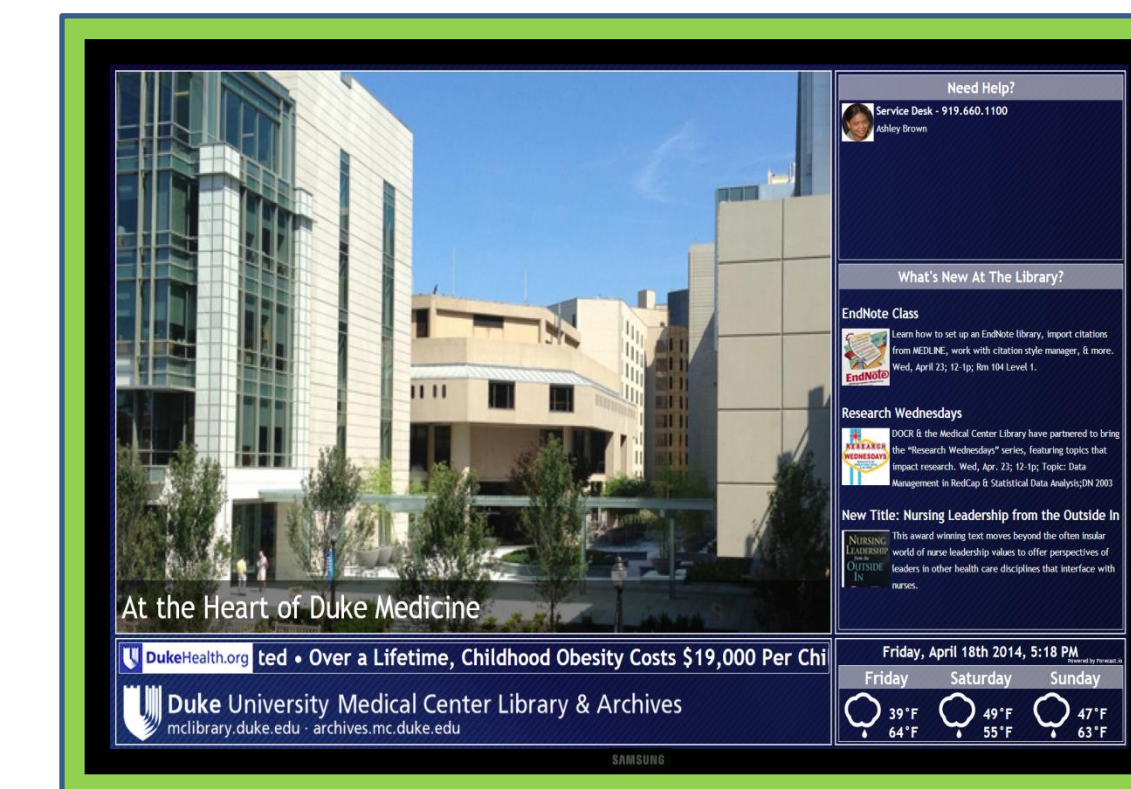 Need Help?
Service Desk - 919.660.1100
Ashley Brown
What's New At The Library?
EndNote Class
Learn how to set up an EndNote library, import citations
from MEDLINE, work with citation style manager, & more.
Wed, April 23; 12-1p; Rm 104 Level 1.
EndNote
Research Wednesdays
DOCR & the Medical Center Library have partnered to bring
the "Research Wednesdays" series, featuring topics that
impact research. Wed, Apr. 23; 12-1p; Topic: Data
Management in RedCap & Statistical Data Analysis;DN 2003
RESEARCH
WEDNESDAYS
New Title: Nursing Leadership from the Outside In
This award winning text moves beyond the often insular
world of nurse leadership values to offer perspectives of
leaders in other health care disciplines that interface with
nurses.
NURSING
LEADERSHIP
from the
OUTSIDE
IN
At the Heart of Duke Medicine
DukeHealth.org ted • Over a Lifetime, Childhood Obesity Costs $19,000 Per Chi
Duke University Medical Center Library & Archives
mclibrary.duke.edu · archives.mc.duke.edu
Friday, April 18th 2014, 5:18 PM
Powered by Forecast.io
Friday Saturday Sunday
39°F 49°F 47°F
64°F 55°F 63°F
SAMSUNG